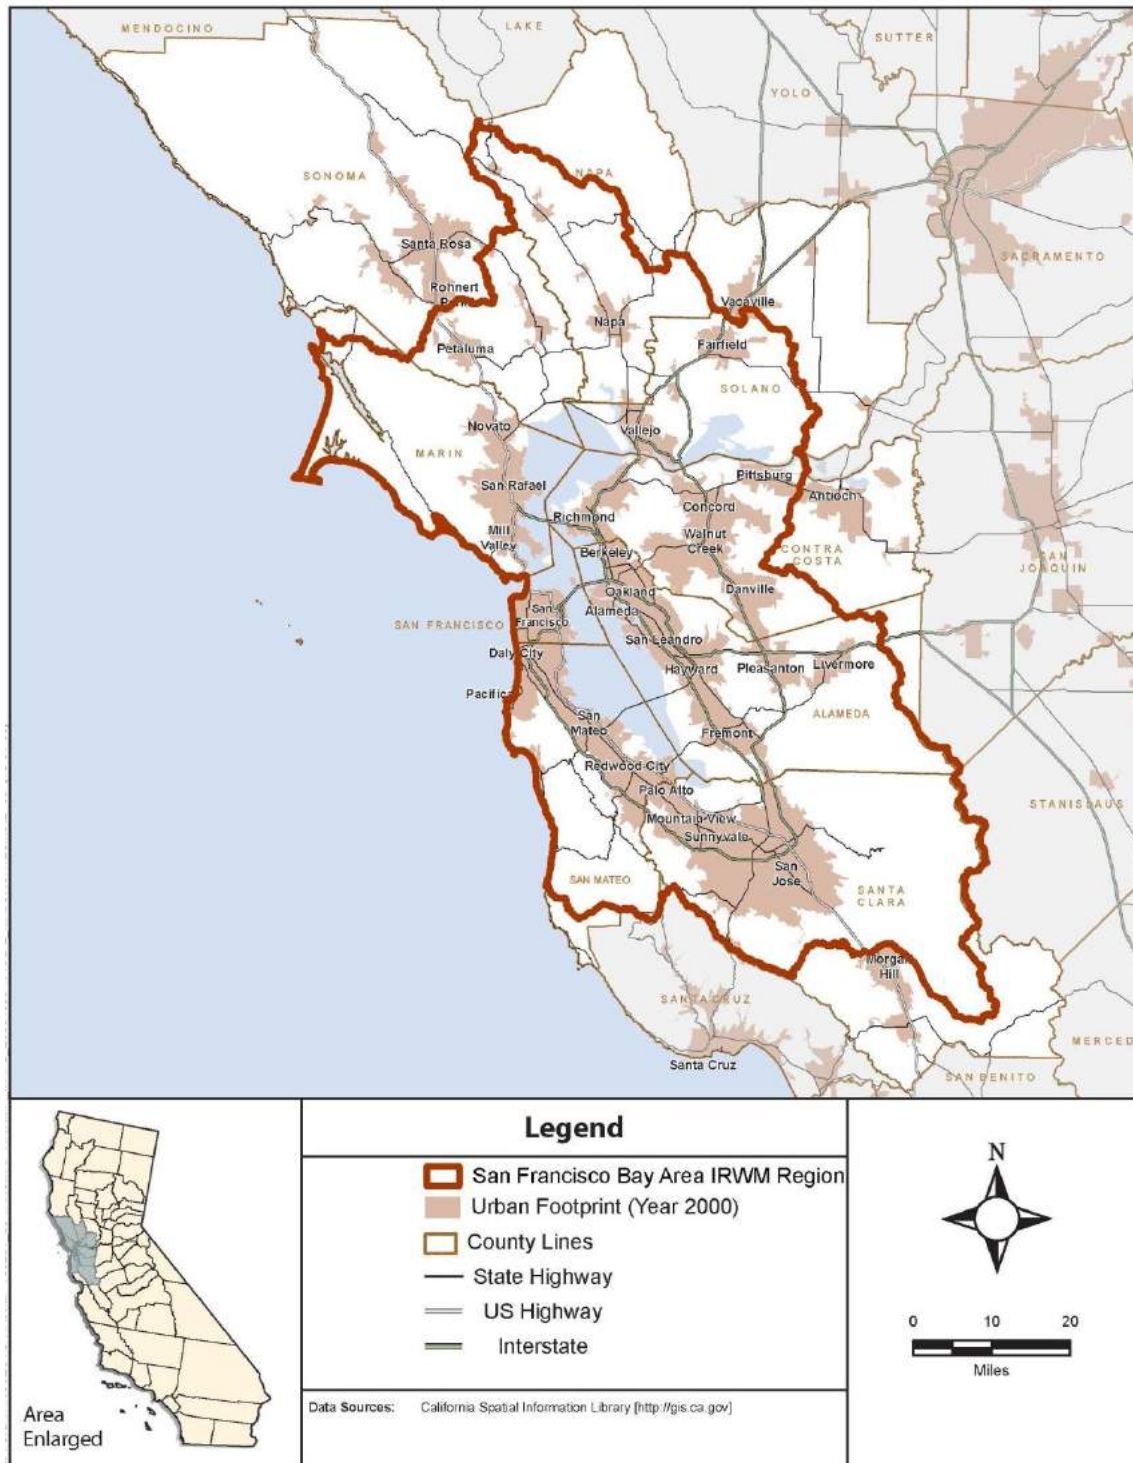 MENDOCINO
LAKE
SUTTER
YOLO
NAPA
SONOMA
Santa Rosa
SACRAMENTO
Rohnert
Park
Vacaville
Napa
Petaluma
Fairfield
SOLANO
Novato
Vallejo
MARIN
San Rafael
Pittsburg
Antioch
Concord
Richmond
Mill
Valley
Walnut
Creek
Berkeley
CONTRA
COSTA
SAN
JOAQUIN
Oakland
Danville
San
Francisco
Alameda
SAN FRANCISCO
San Leandro
Daly City
Hayward
Pleasanton
Livermore
Pacifica
San
Mateo
ALAMEDA
Fremont
Redwood City
Palo Alto
STANISLAUS
Mountain View
Sunnyvale
San
Jose
SAN MATEO
SANTA
CLARA
Morgan
Hill
SANTA CRUZ
MERCED
Santa Cruz
SAN BENITO
Legend
San Francisco Bay Area IRWM Region
Urban Footprint (Year 2000)
County Lines
State Highway
US Highway
Interstate
Data Sources: California Spatial Information Library [http://gis.ca.gov]
N
0 10 20
Miles
Area
Enlarged